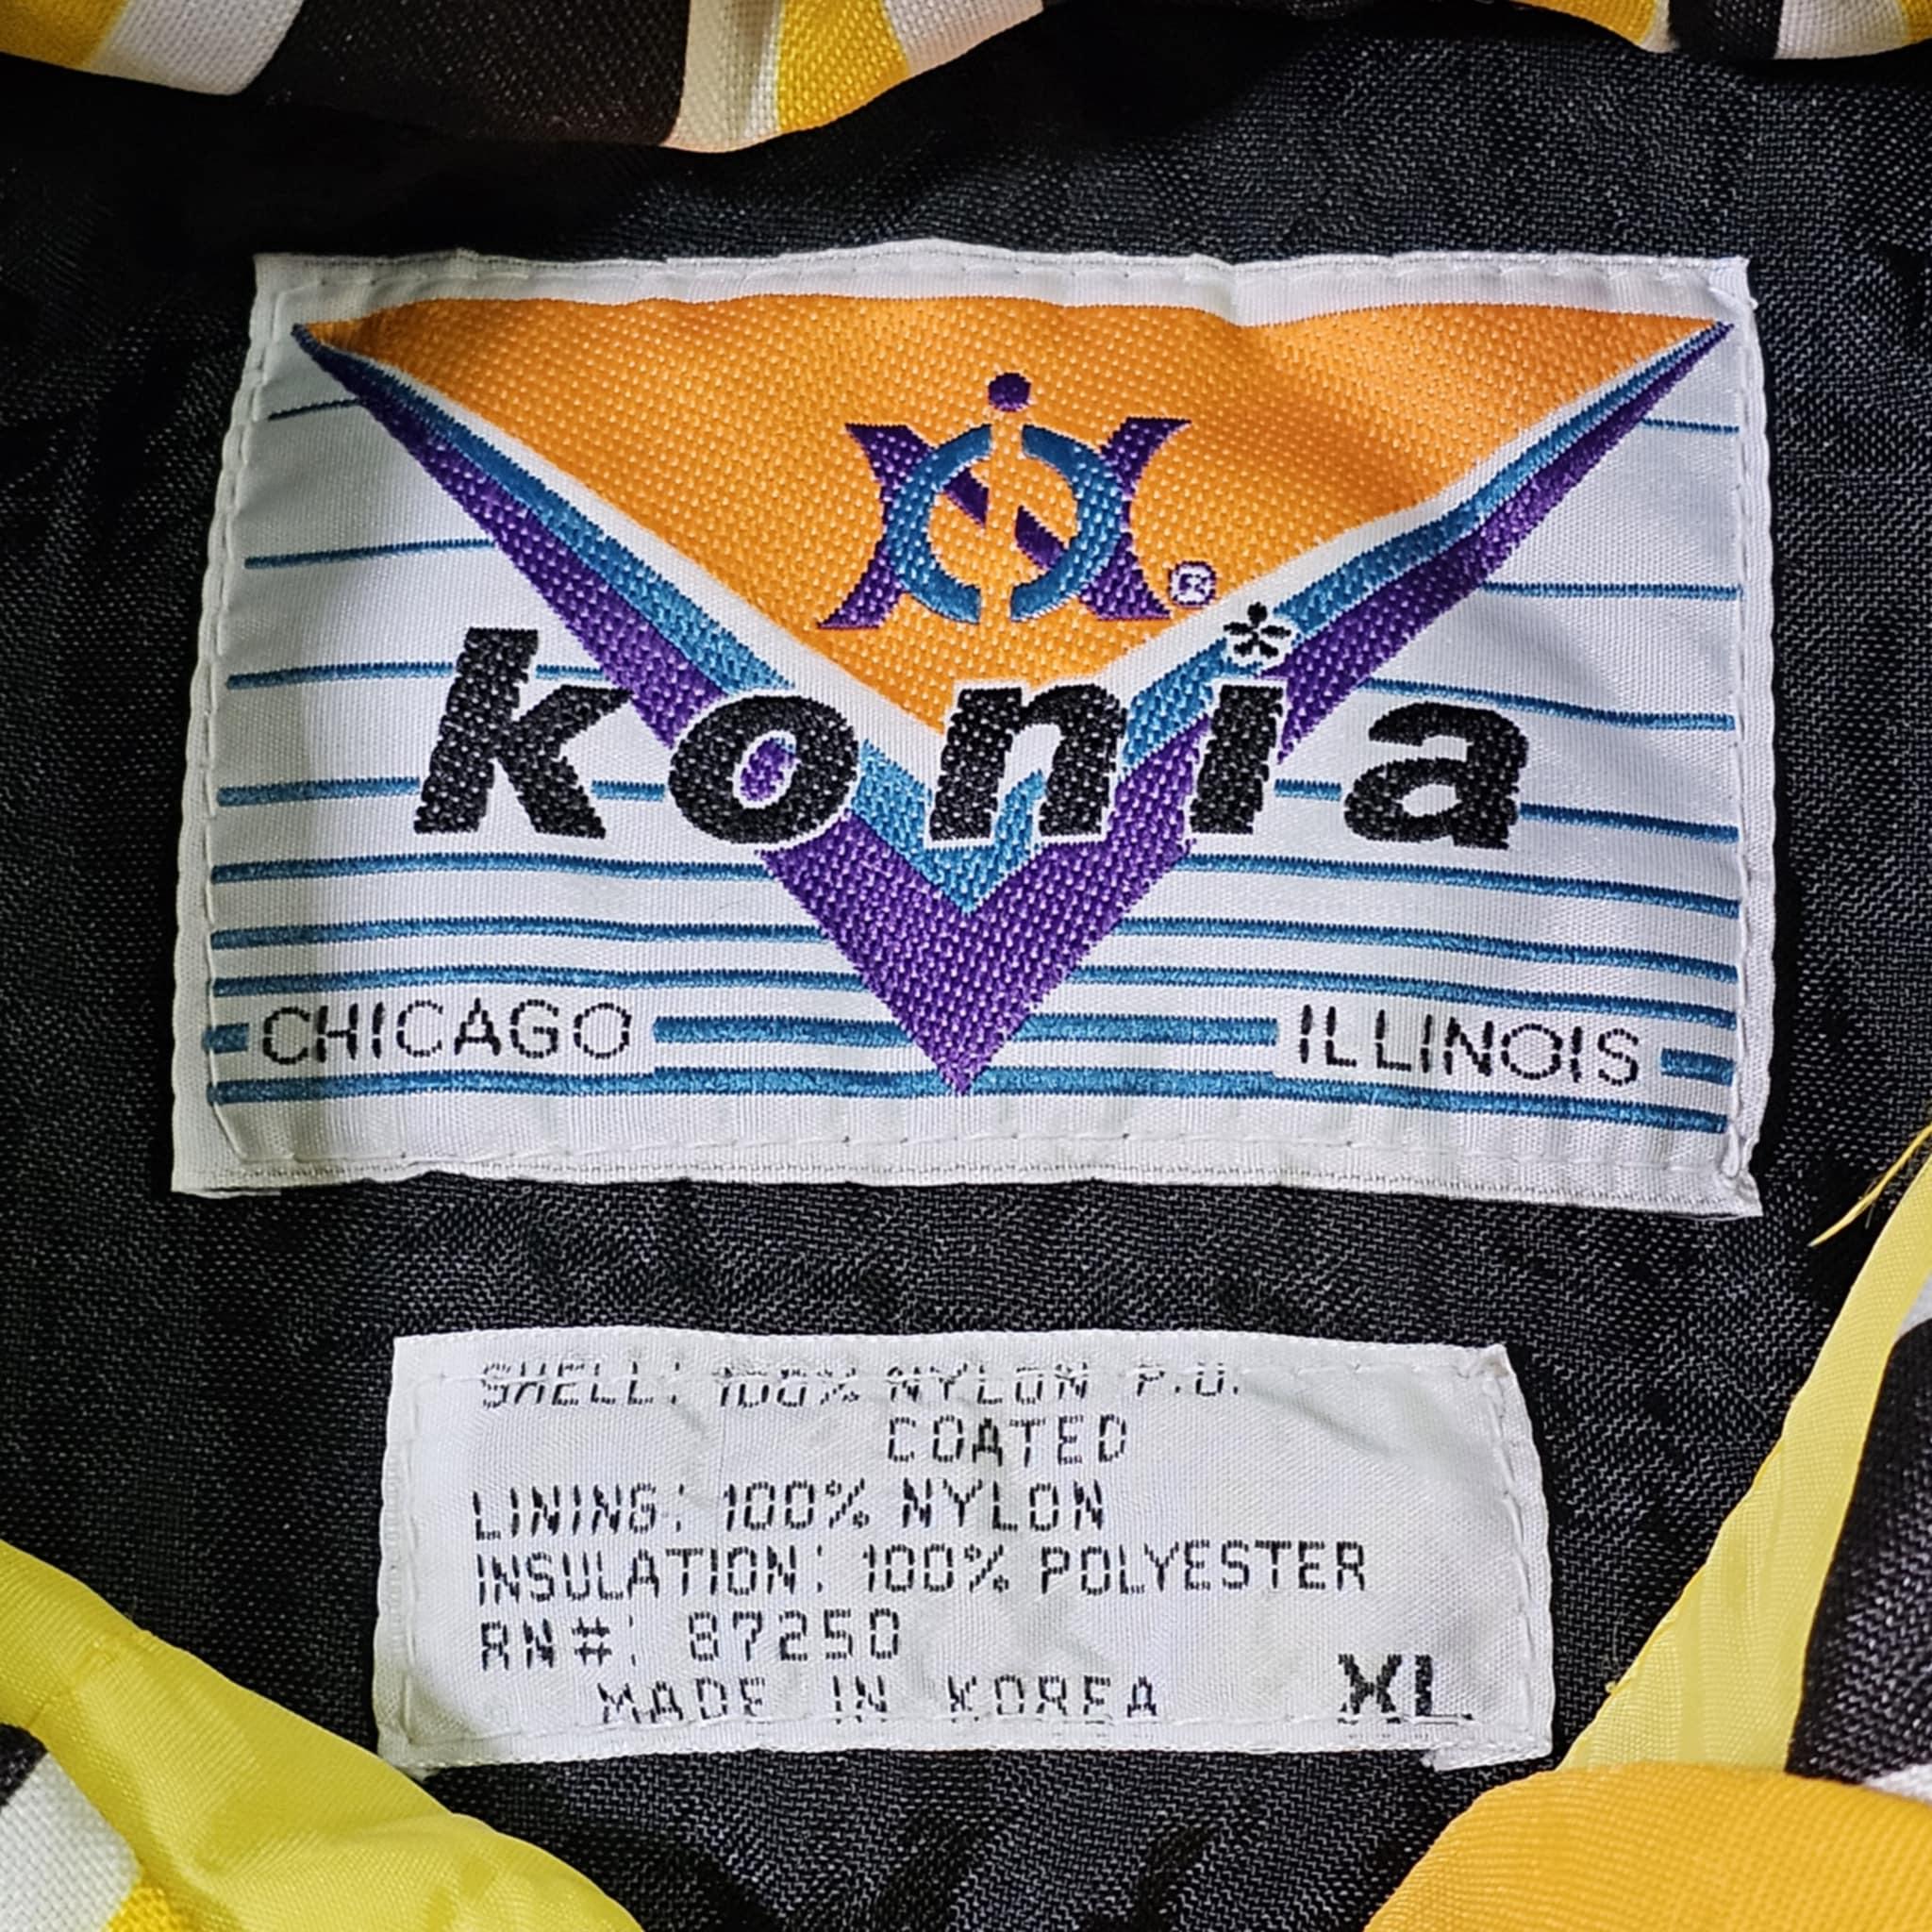 ®
konia
CHICAGO ILLINOIS
SHELL: 100% NYLON P.U.
COATED
LINING: 100% NYLON
INSULATION: 100% POLYESTER
RN#: 87250
MADE IN KOREA XL